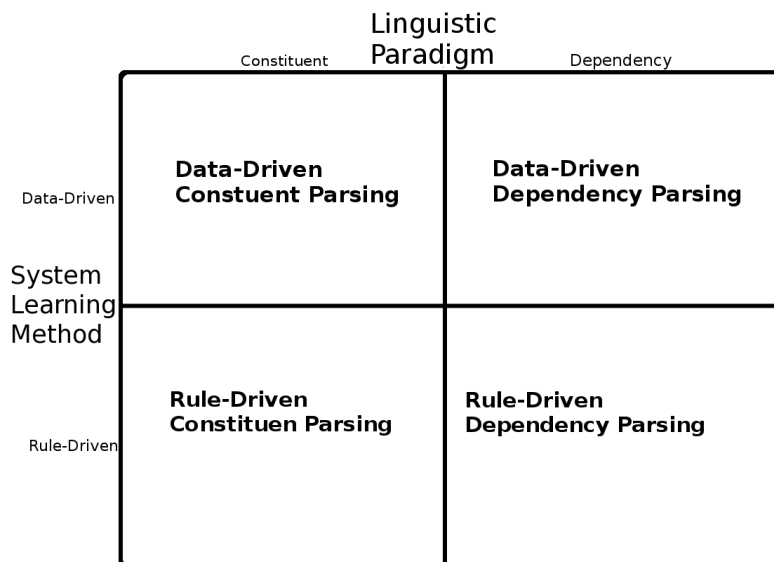 Linguistic
Paradigm
Constituent
Dependency
Data-Driven
Data-Driven
Constuent Parsing
Data-Driven
Dependency Parsing
System
Learning
Method
Rule-Driven
Rule-Driven
Constituen Parsing
Rule-Driven
Dependency Parsing